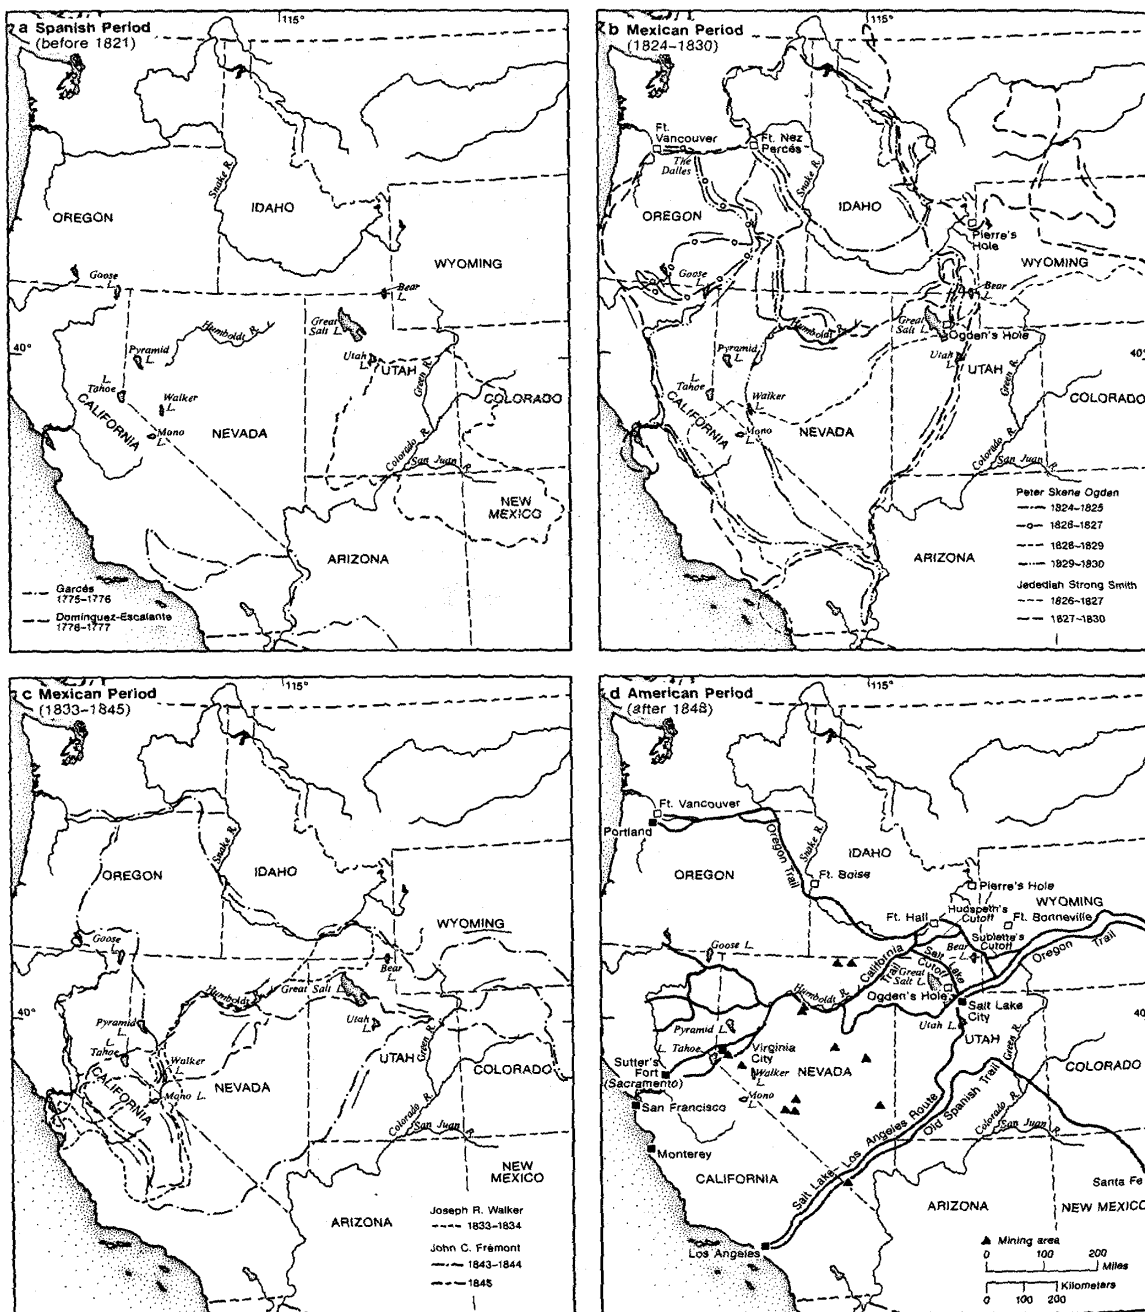 a Spanish Period
(before 1821)
115°
Snake R.
OREGON
IDAHO
WYOMING
Goose L.
Bear L.
Humboldt R.
Great Salt L.
40°
Pyramid L.
Utah L.
UTAH
Green R.
L. Tahoe
Walker L.
COLORADO
CALIFORNIA
Mono L.
NEVADA
Colorado R.
San Juan R.
NEW MEXICO
ARIZONA
Garcés
1775–1776
Domínguez-Escalante
1776–1777
b Mexican Period
(1824–1830)
115°
Ft. Vancouver
Ft. Nez Percés
The Dalles
Snake R.
OREGON
IDAHO
Pierre's Hole
WYOMING
Goose L.
Bear L.
Great Salt L.
Humboldt R.
Ogden's Hole
40°
Pyramid L.
Utah L.
UTAH
Green R.
L. Tahoe
Walker L.
COLORADO
CALIFORNIA
Mono L.
NEVADA
Colorado R.
San Juan R.
ARIZONA
Peter Skene Ogden
1824–1825
1826–1827
1828–1829
1829–1830
Jedediah Strong Smith
1826–1827
1827–1830
c Mexican Period
(1833–1845)
115°
Snake R.
OREGON
IDAHO
WYOMING
Goose L.
Bear L.
Humboldt R.
Great Salt L.
40°
Pyramid L.
Utah L.
L. Tahoe
Walker L.
UTAH
Green R.
COLORADO
CALIFORNIA
NEVADA
Mono L.
Colorado R.
San Juan R.
NEW MEXICO
ARIZONA
Joseph R. Walker
1833–1834
John C. Frémont
1843–1844
1845
d American Period
(after 1848)
115°
Ft. Vancouver
Portland
Oregon Trail
Snake R.
IDAHO
OREGON
Ft. Boise
Pierre's Hole
WYOMING
Ft. Hall
Hudspeth's Cutoff
Ft. Bonneville
Sublette's Cutoff
Goose L.
California Trail
Salt Lake Cutoff
Bear L.
Oregon Trail
Great Salt L.
Humboldt R.
Ogden's Hole
Salt Lake City
40°
Pyramid L.
Utah L.
UTAH
Green R.
L. Tahoe
Virginia City
COLORADO
Sutter's Fort
(Sacramento)
Walker L.
NEVADA
Mono L.
San Francisco
Salt Lake – Los Angeles Route
Old Spanish Trail
Colorado R.
San Juan R.
Monterey
CALIFORNIA
Santa Fe
ARIZONA
NEW MEXICO
Los Angeles
Mining area
0 100 200
Miles
Kilometers
0 100 200